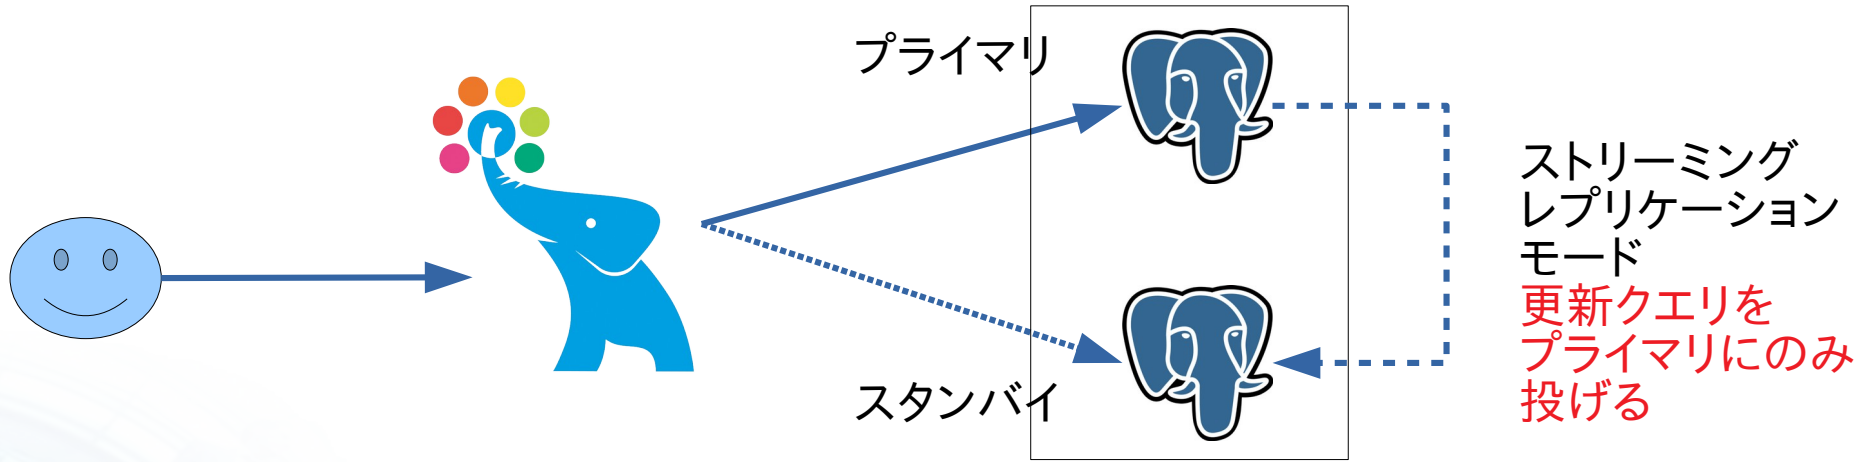 プライマリ
スタンバイ
ストリーミング
レプリケーション
モード
更新クエリを
プライマリにのみ
投げる